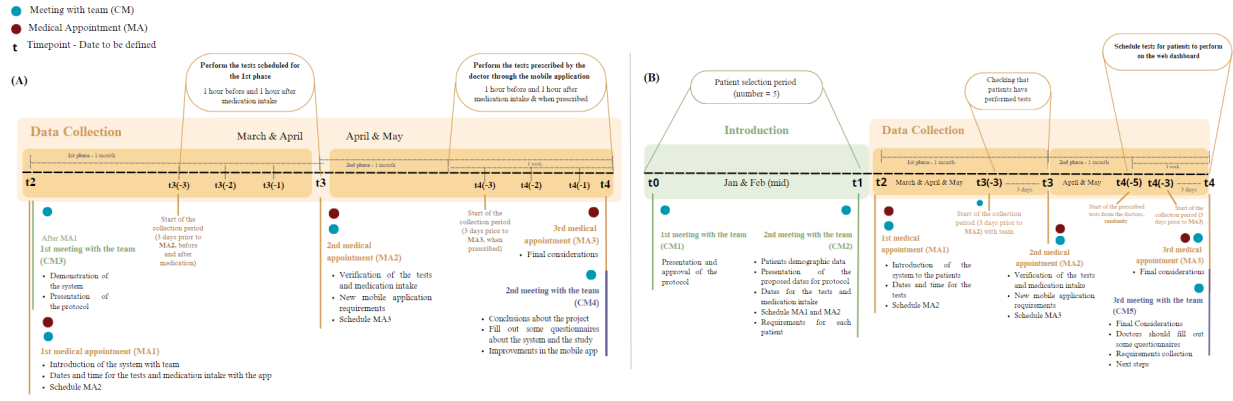 Meeting with team (CM)
Medical Appointment (MA)
t Timepoint - Date to be defined
(A)
Perform the tests scheduled for
the 1st phase
1 hour before and 1 hour after
medication intake
Perform the tests prescribed by the
doctor through the mobile application
1 hour before and 1 hour after
medication intake & when prescribed
Data Collection
March & April
April & May
1st phase - 1 month
2nd phase - 1 month
1 week
t2
t3(-3)
t3(-2)
t3(-1)
t3
t4(-3)
t4(-2)
t4(-1)
t4
After MA1
1st meeting with the team
(CM3)
• Demonstration of
the system
• Presentation of
the protocol
1st medical appointment (MA1)
• Introduction of the system with team
• Dates and time for the tests and medication intake with the app
• Schedule MA2
Start of the
collection period
(3 days prior to
MA2, before
and after
medication)
2nd medical
appointment (MA2)
• Verification of the tests
and medication intake
• New mobile application
requirements
• Schedule MA3
Start of the
collection period
(3 days prior to
MA3, when
prescribed)
3rd medical
appointment (MA3)
• Final considerations
2nd meeting with the team
(CM4)
• Conclusions about the project
• Fill out some questionnaires
about the system and the study
• Improvements in the mobile app
(B)
Patient selection period
(number = 5)
Checking that
patients have
performed tests
Schedule tests for patients to perform
on the web dashboard
Introduction
Data Collection
1st phase - 1 month
2nd phase - 1 month
1 week
t0
Jan & Feb (mid)
t1
t2
March & April & May
t3(-3)
3 days
t3
April & May
t4(-5)
t4(-3)
3 days
t4
1st meeting with the team
(CM1)
Presentation and
approval of the
protocol
2nd meeting with the team
(CM2)
• Patients demographic data
• Presentation of the
proposed dates for protocol
• Dates for the tests and
medication intake
• Schedule MA1 and MA2
• Requirements for each
patient
1st medical
appointment (MA1)
• Introduction of the
system to the patients
• Dates and time for the
tests
• Schedule MA2
Start of the collection
period (3 days prior to
MA2) with team
2nd medical
appointment (MA2)
• Verification of the tests
and medication intake
• New mobile application
requirements
• Schedule MA3
Start of the prescribed
tests from the doctors,
randomly
Start of the
collection period (3
days prior to MA3)
3rd medical
appointment (MA3)
• Final considerations
3rd meeting with the team
(CM5)
• Final Considerations
• Doctors should fill out
some questionnaires
• Requirements collection
• Next steps